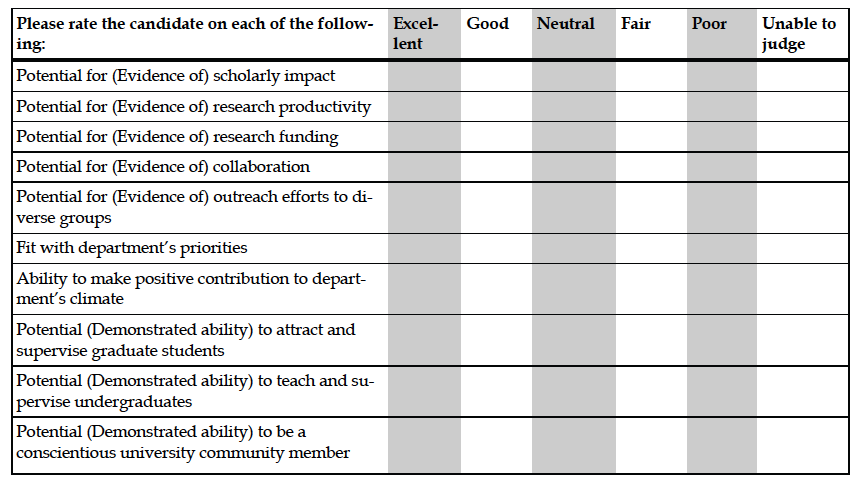 Please rate the candidate on each of the follow- Excel- Good Neutral Fair Poor Unable to
ing: lent judge
Potential for (Evidence of) scholarly impact
Potential for (Evidence of) research productivity
Potential for (Evidence of) research funding
Potential for (Evidence of) collaboration
Potential for (Evidence of) outreach efforts to di-
verse groups
Fit with department’s priorities
Ability to make positive contribution to depart-
ment’s climate
Potential (Demonstrated ability) to attract and
supervise graduate students
Potential (Demonstrated ability) to teach and su-
pervise undergraduates
Potential (Demonstrated ability) to be a
conscientious university community member